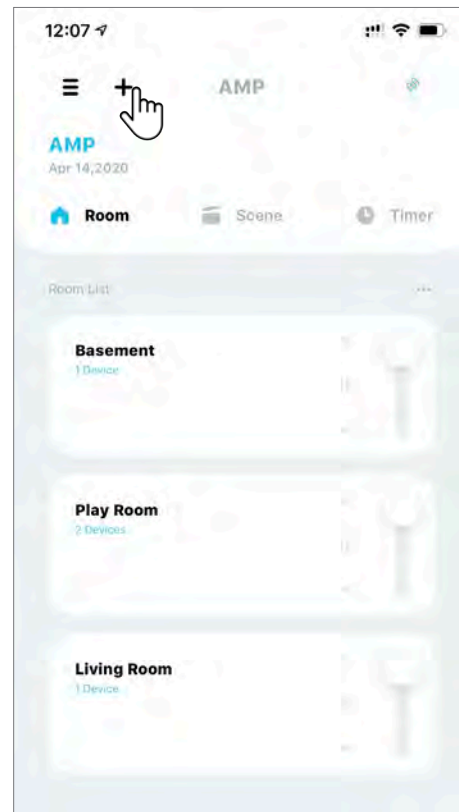 12:07
AMP
AMP
Apr 14,2020
Room
Scene
Timer
Room List
Basement
1 Device
Play Room
2 Devices
Living Room
1 Device